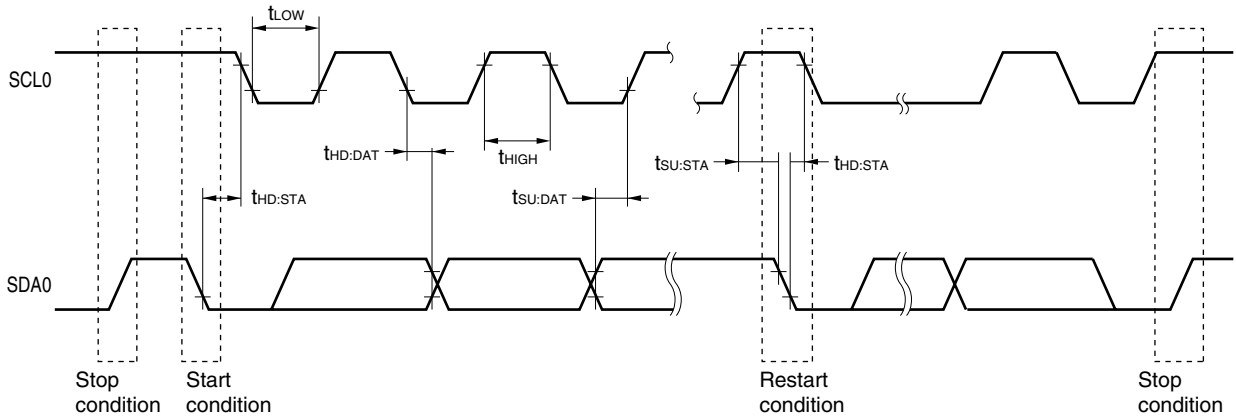 tLOW
SCL0
tHD:DAT
tHIGH
tSU:STA
tHD:STA
tHD:STA
tSU:DAT
SDA0
Stop
condition
Start
condition
Restart
condition
Stop
condition